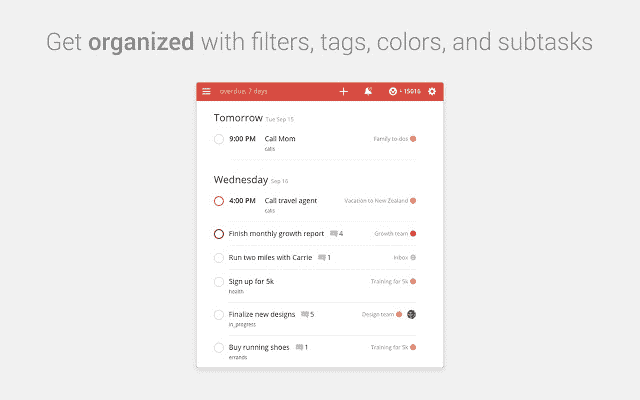 Get organized with filters, tags, colors, and subtasks
overdue, 7 days
15016
Tomorrow Tue Sep 15
9:00 PM Call Mom Family to-dos
calls
Wednesday Sep 16
4:00 PM Call travel agent Vacation to New Zealand
calls
Finish monthly growth report 4 Growth team
Run two miles with Carrie 1 Inbox
Sign up for 5k Training for 5k
health
Finalize new designs 5 Design team
in_progress
Buy running shoes 1 Training for 5k
errands